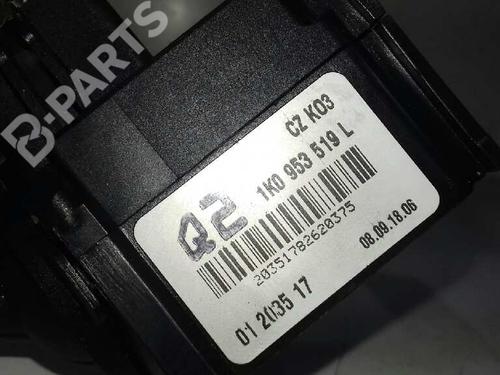 B-PARTS
CZ K03
Q2 1K0 953 519 L
20351782620375
08.09.18.06
01 2035 17